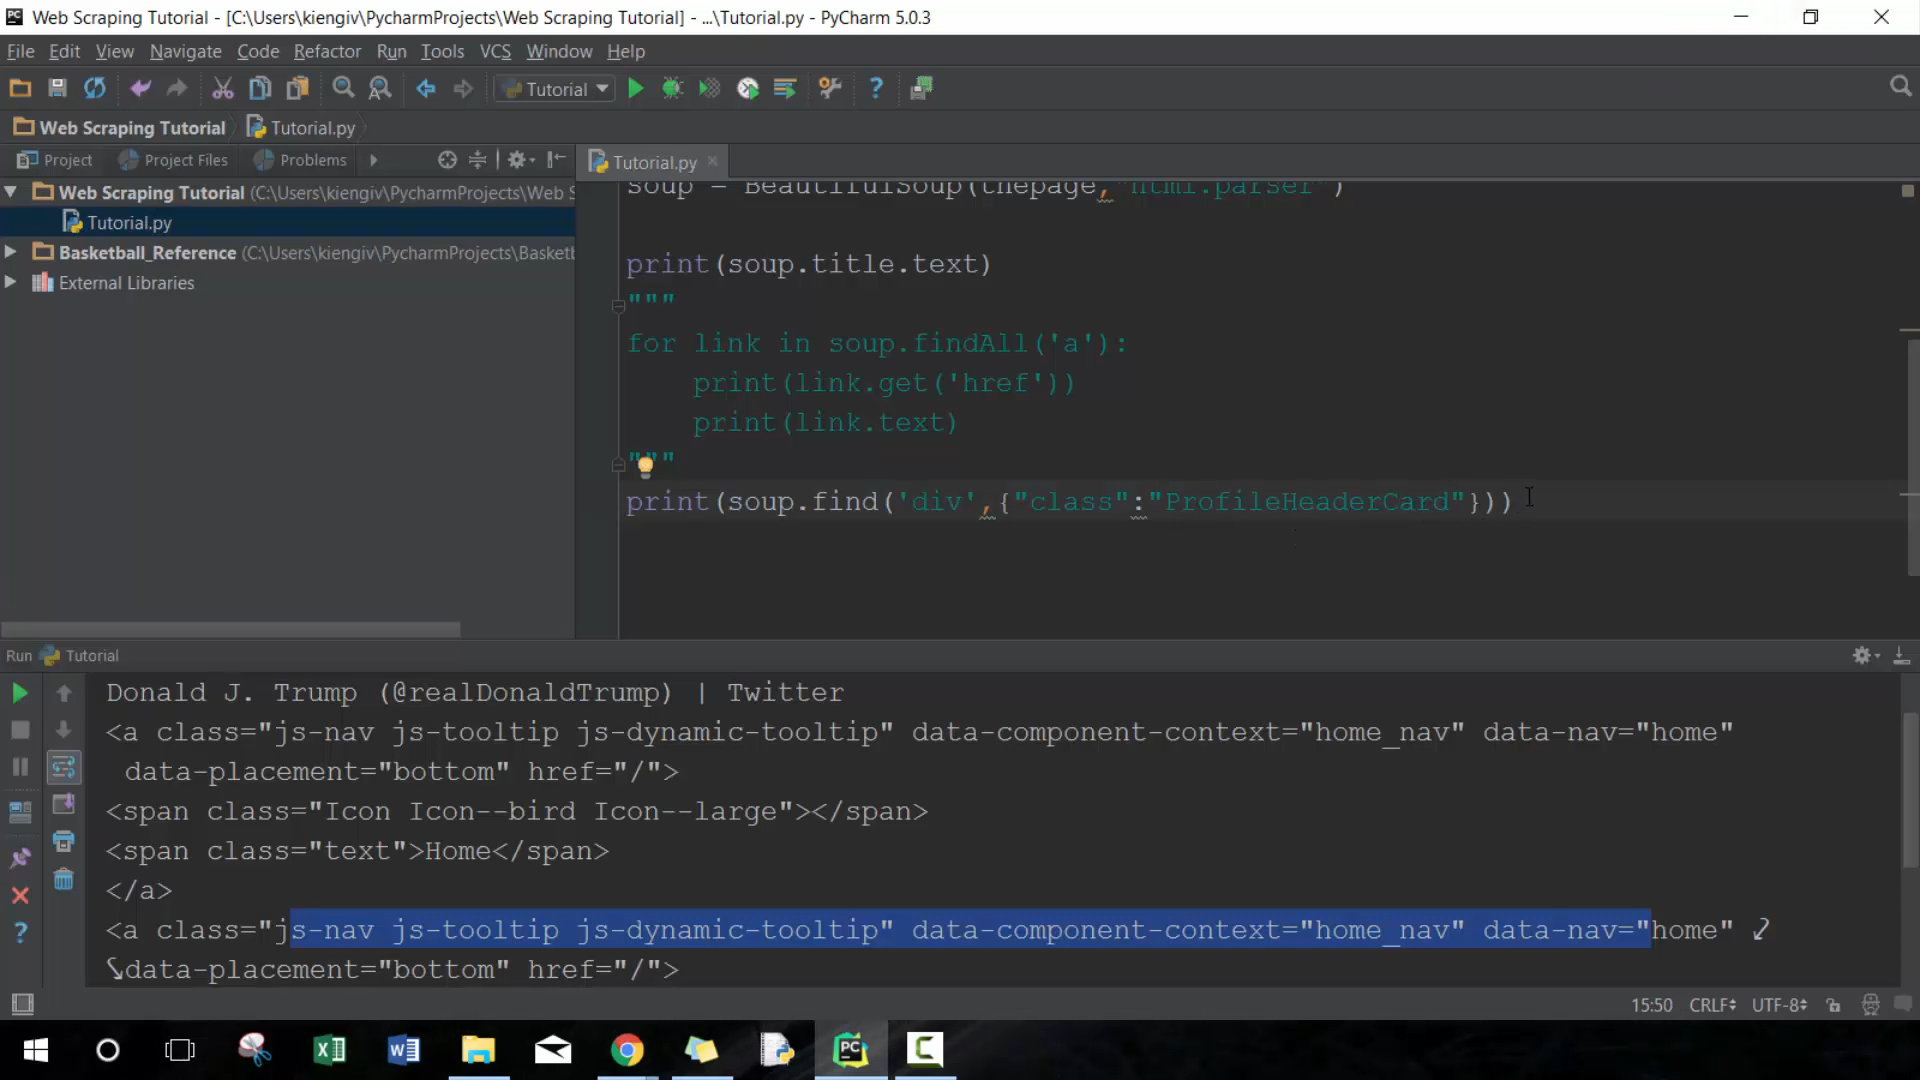 Web Scraping Tutorial - [C:\Users\kiengiv\PycharmProjects\Web Scraping Tutorial] - ...\Tutorial.py - PyCharm 5.0.3
File Edit View Navigate Code Refactor Run Tools VCS Window Help
Tutorial
Web Scraping Tutorial Tutorial.py
Project Project Files Problems
Tutorial.py
Web Scraping Tutorial (C:\Users\kiengiv\PycharmProjects\Web S
Tutorial.py
Basketball_Reference (C:\Users\kiengiv\PycharmProjects\Basketb
External Libraries
soup = BeautifulSoup(thepage,"html.parser")
print(soup.title.text)
"""
for link in soup.findAll('a'):
print(link.get('href'))
print(link.text)
"""
print(soup.find('div',{"class":"ProfileHeaderCard"}))
Run Tutorial
Donald J. Trump (@realDonaldTrump) | Twitter
<a class="js-nav js-tooltip js-dynamic-tooltip" data-component-context="home_nav" data-nav="home"
data-placement="bottom" href="/">
<span class="Icon Icon--bird Icon--large"></span>
<span class="text">Home</span>
</a>
<a class="js-nav js-tooltip js-dynamic-tooltip" data-component-context="home_nav" data-nav="home"
data-placement="bottom" href="/">
15:50 CRLF UTF-8